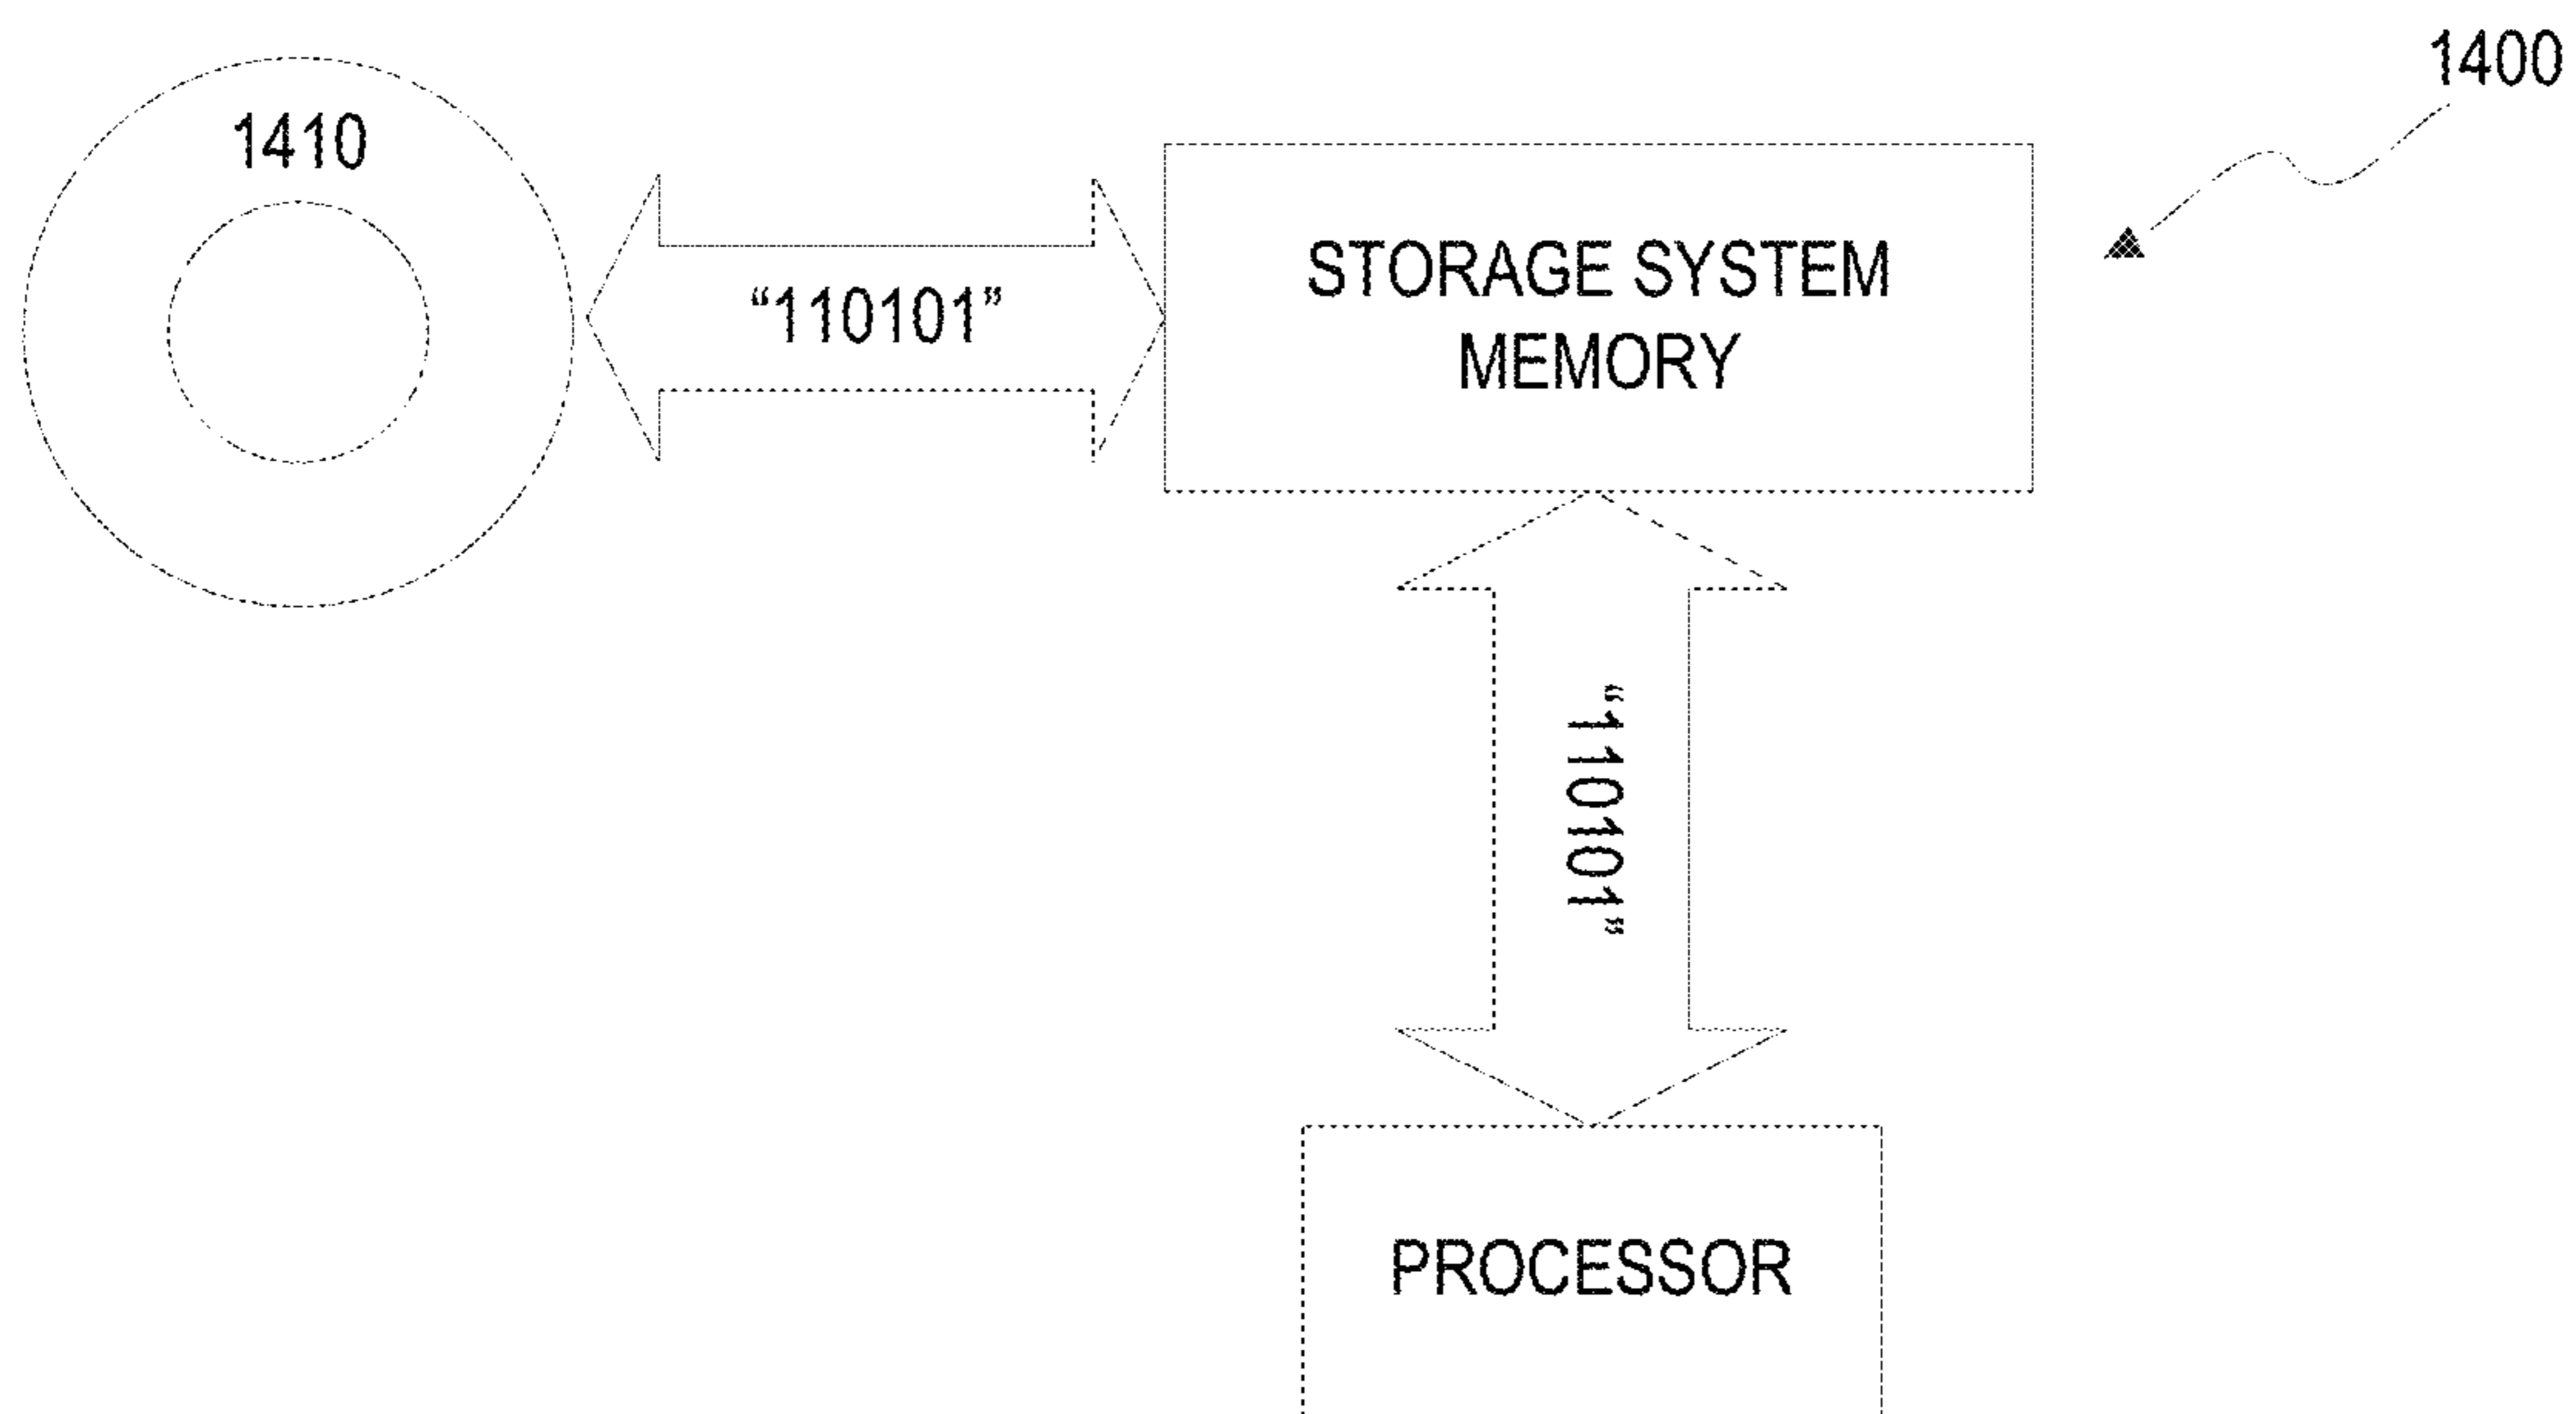 1400
1410
“110101”
STORAGE SYSTEM
MEMORY
“110101”
PROCESSOR